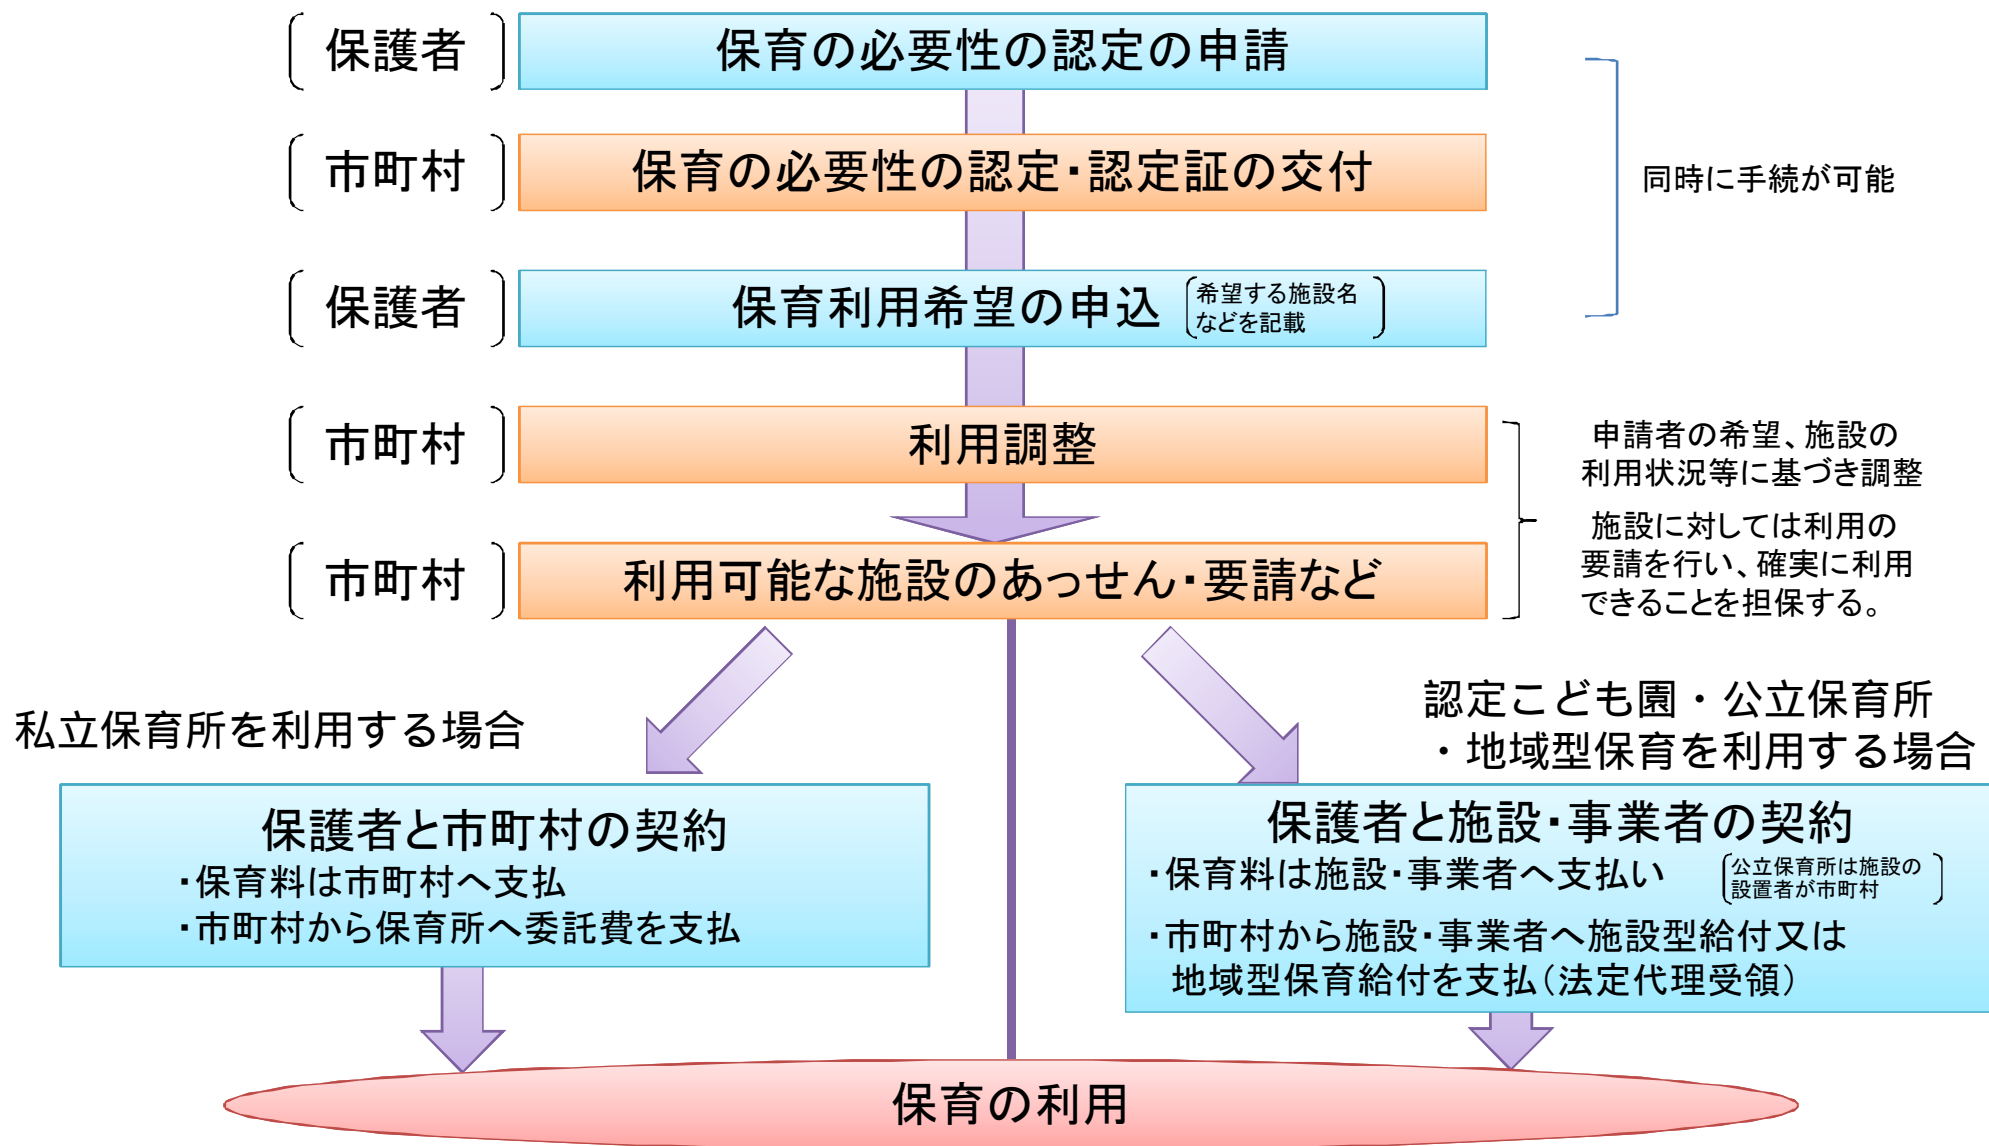 保護者
保育の必要性の認定の申請
市町村
保育の必要性の認定・認定証の交付
同時に手続が可能
保護者
保育利用希望の申込
希望する施設名
などを記載
市町村
利用調整
申請者の希望、施設の
利用状況等に基づき調整
市町村
利用可能な施設のあっせん・要請など
施設に対しては利用の
要請を行い、確実に利用
できることを担保する。
私立保育所を利用する場合
保護者と市町村の契約
・保育料は市町村へ支払
・市町村から保育所へ委託費を支払
認定こども園・公立保育所
・地域型保育を利用する場合
保護者と施設・事業者の契約
・保育料は施設・事業者へ支払い
公立保育所は施設の
設置者が市町村
・市町村から施設・事業者へ施設型給付又は
地域型保育給付を支払（法定代理受領）
保育の利用